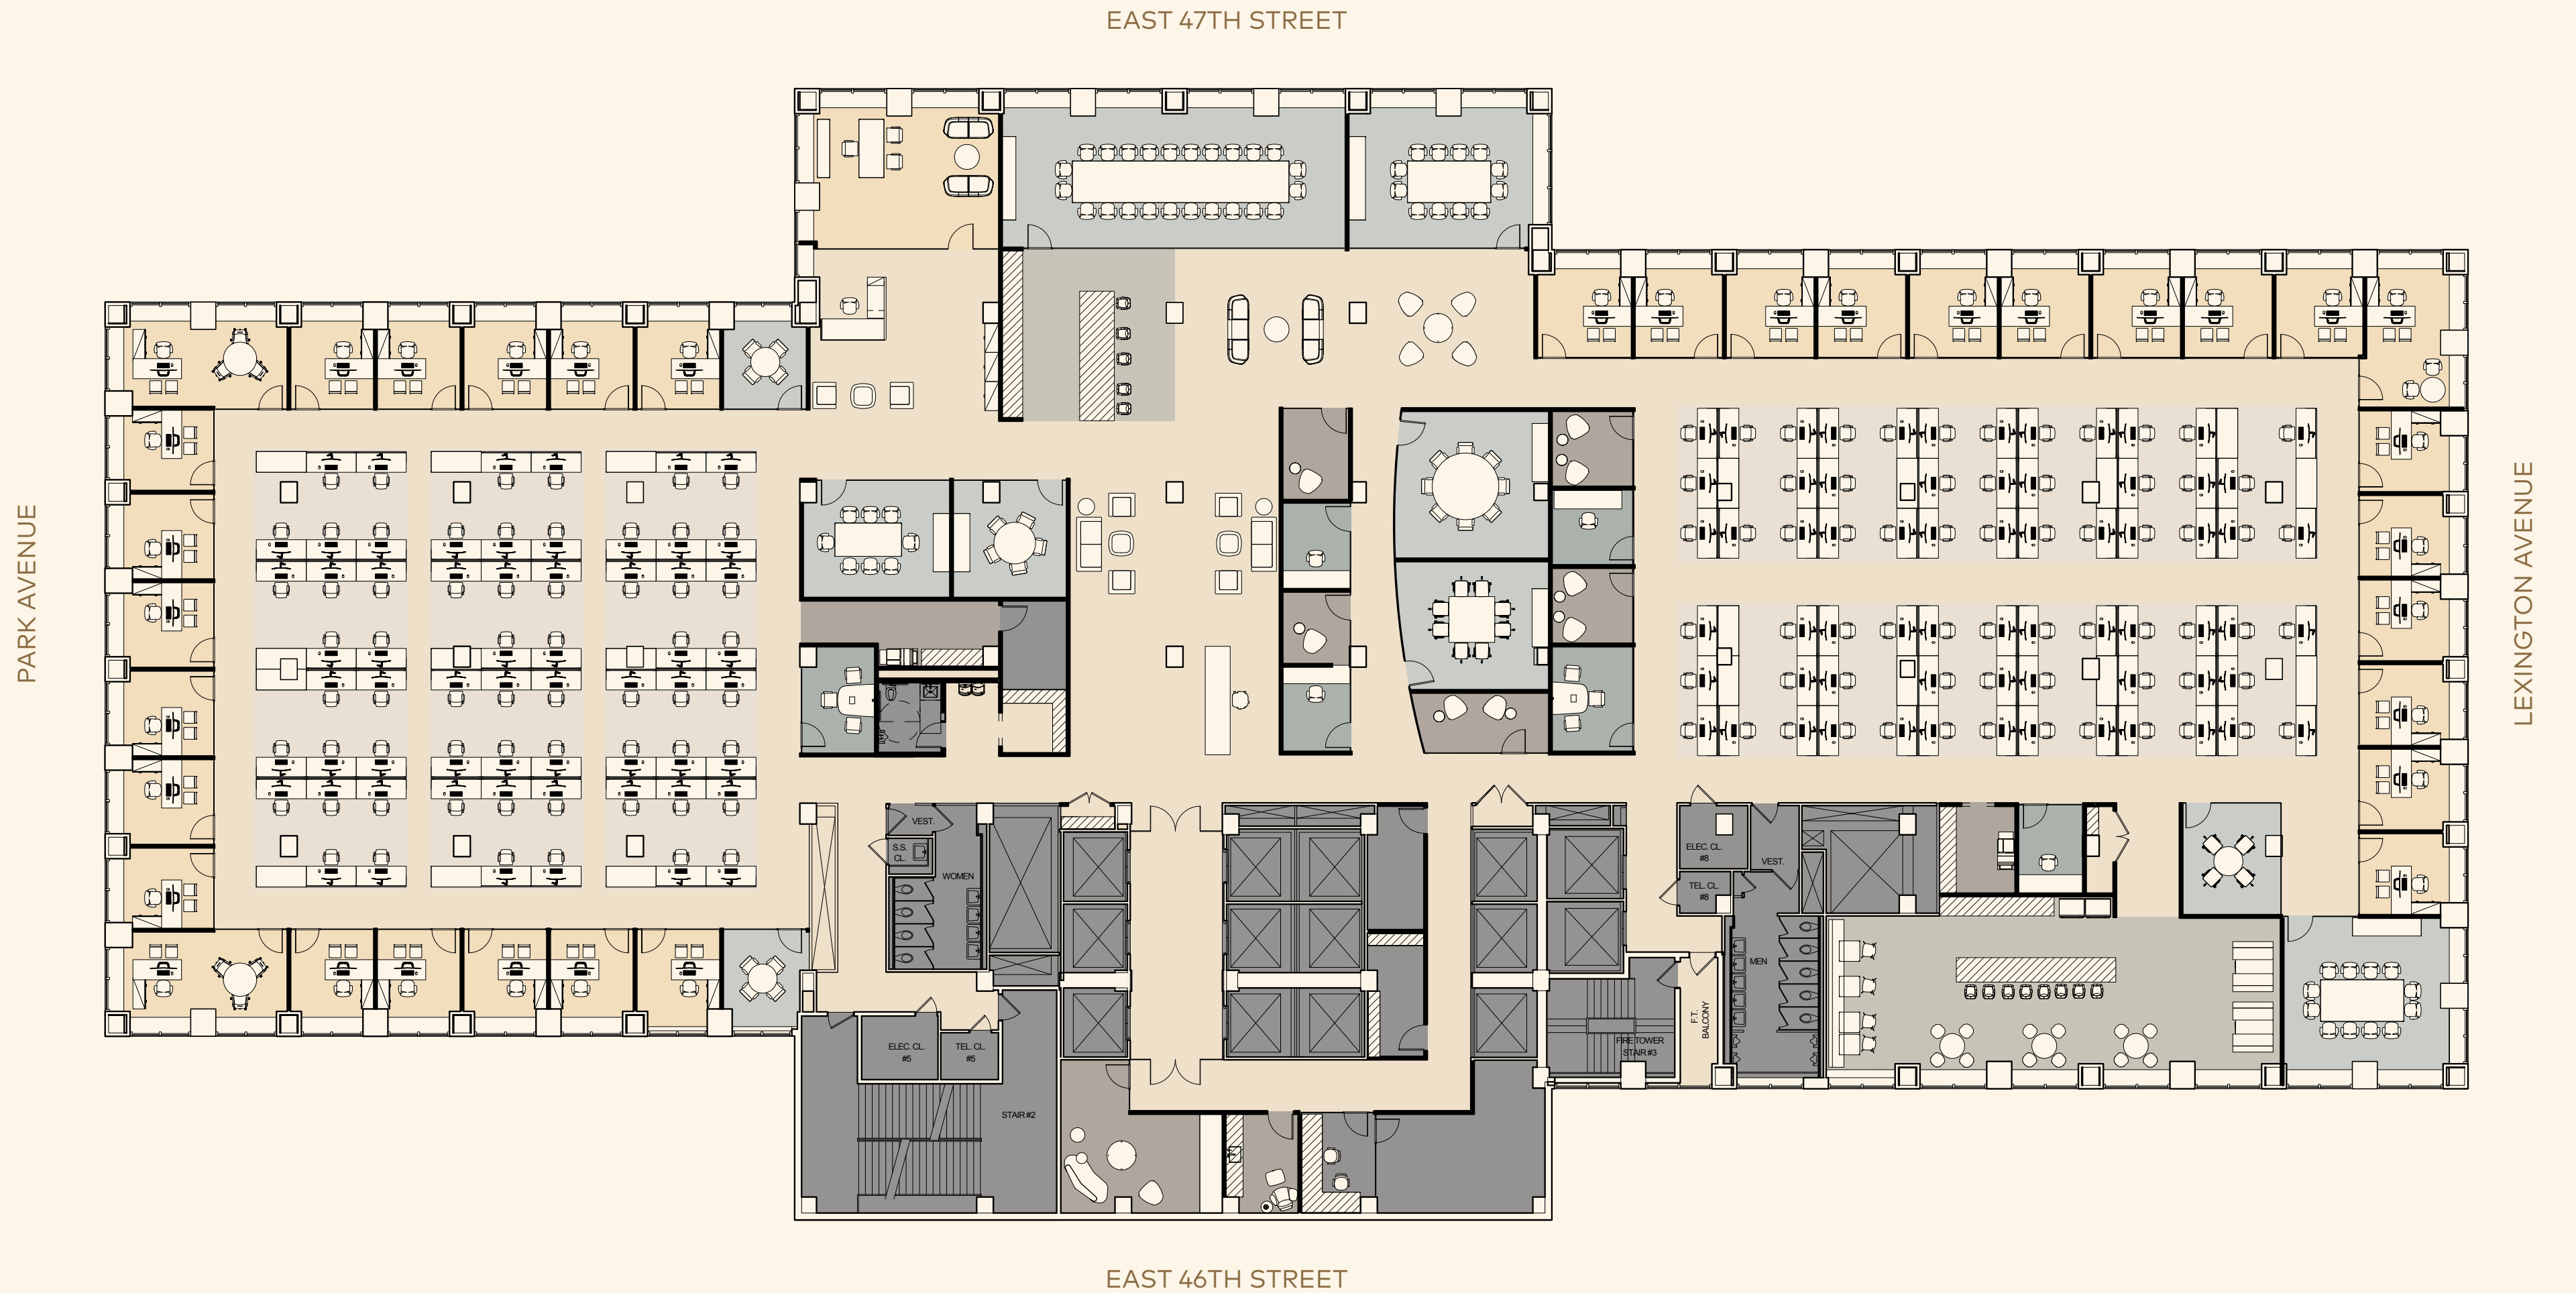 EAST 47TH STREET
PARK AVENUE
LEXINGTON AVENUE
VEST.
S.S.
CL.
WOMEN
ELEC. CL.
#8
VEST.
TEL. CL.
#8
MEN
F.T.
BALCONY
ELEC. CL.
#5
TEL. CL.
#5
FIRE TOWER
STAIR #3
STAIR #2
EAST 46TH STREET